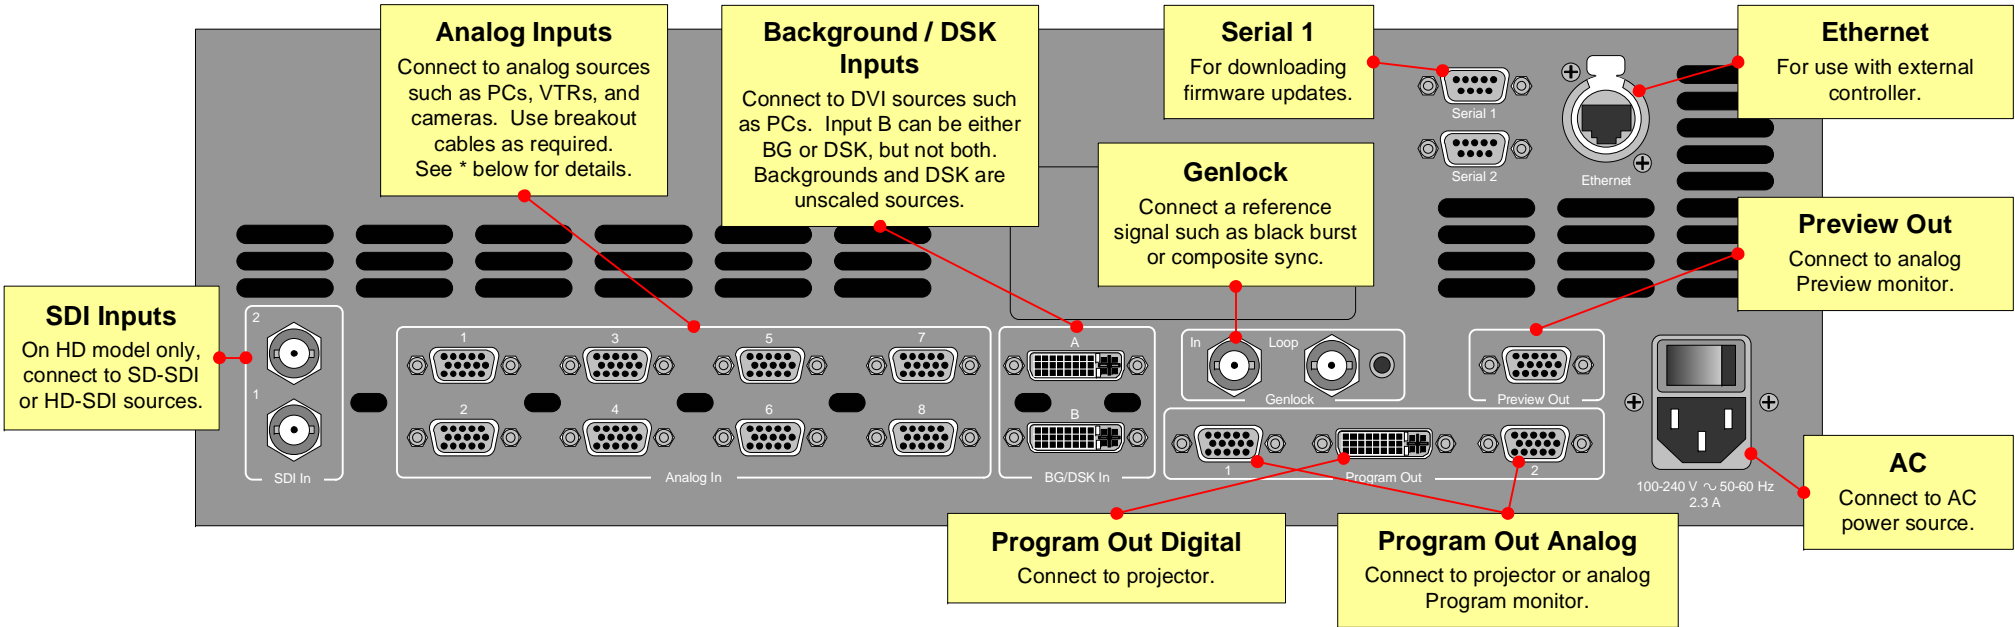 Analog Inputs
Connect to analog sources
such as PCs, VTRs, and
cameras.  Use breakout
cables as required.
See * below for details.
Background / DSK
Inputs
Connect to DVI sources such
as PCs.  Input B can be either
BG or DSK, but not both.
Backgrounds and DSK are
unscaled sources.
Serial 1
For downloading
firmware updates.
Ethernet
For use with external
controller.
Serial 1
Serial 2
Ethernet
Genlock
Connect a reference
signal such as black burst
or composite sync.
Preview Out
Connect to analog
Preview monitor.
SDI Inputs
On HD model only,
connect to SD-SDI
or HD-SDI sources.
2
1
SDI In
1 3 5 7
2 4 6 8
Analog In
A
B
BG/DSK In
In Loop
Genlock
Preview Out
1 2
Program Out
100-240 V ~ 50-60 Hz
2.3 A
AC
Connect to AC
power source.
Program Out Digital
Connect to projector.
Program Out Analog
Connect to projector or analog
Program monitor.